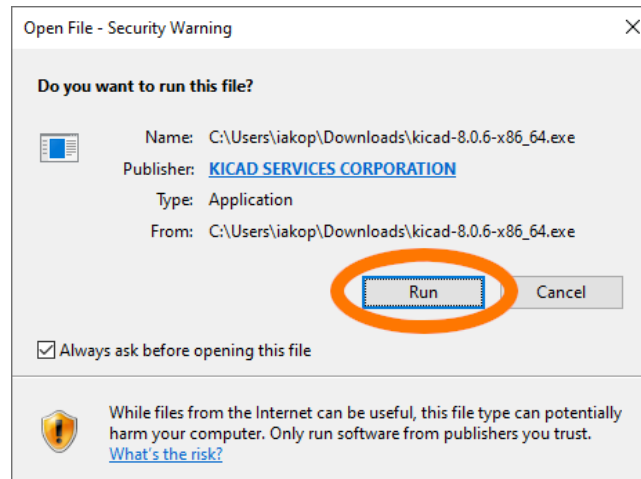 Open File - Security Warning
Do you want to run this file?
Name: C:\Users\iakop\Downloads\kicad-8.0.6-x86_64.exe
Publisher: KICAD SERVICES CORPORATION
Type: Application
From: C:\Users\iakop\Downloads\kicad-8.0.6-x86_64.exe
Run Cancel
Always ask before opening this file
While files from the Internet can be useful, this file type can potentially
harm your computer. Only run software from publishers you trust.
What's the risk?